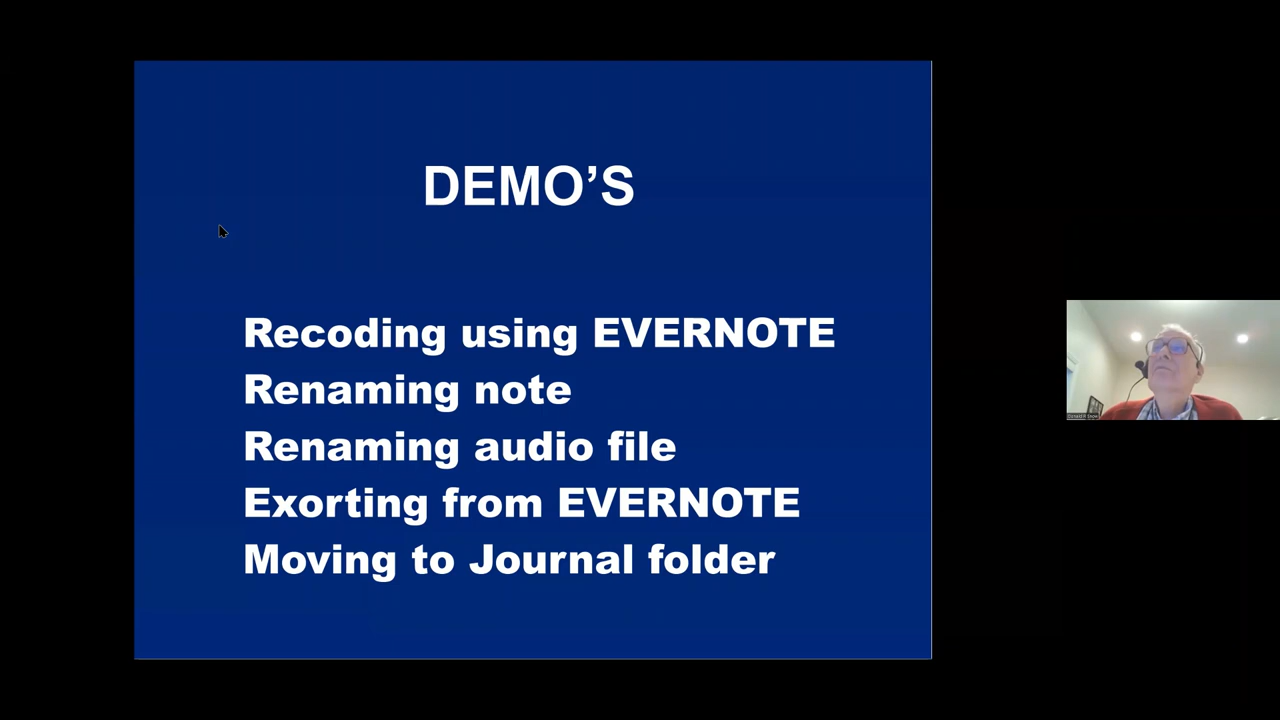 DEMO’S
Recoding using EVERNOTE
Renaming note
Renaming audio file
Exorting from EVERNOTE
Moving to Journal folder